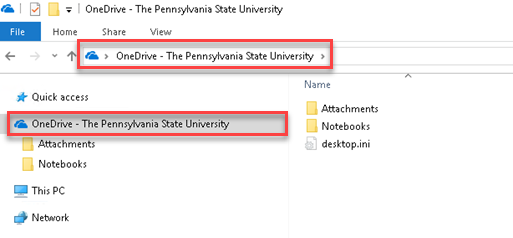 OneDrive - The Pennsylvania State University
File
Home
Share
View
OneDrive - The Pennsylvania State University
Quick access
OneDrive - The Pennsylvania State University
Attachments
Notebooks
This PC
Network
Name
Attachments
Notebooks
desktop.ini